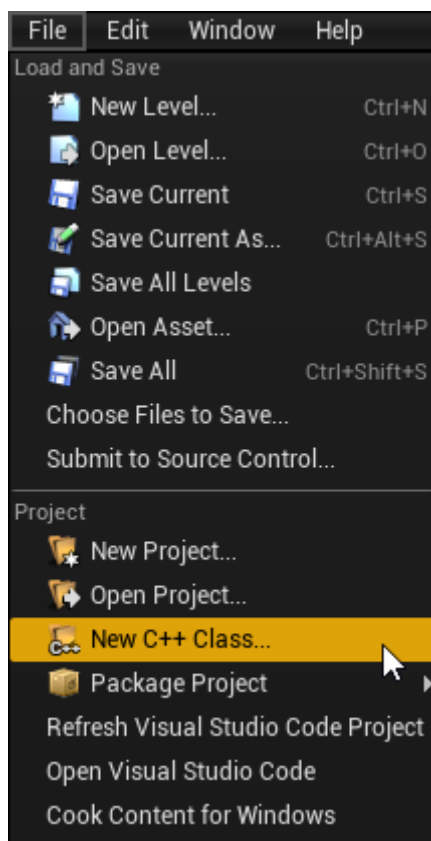 File Edit Window Help
Load and Save
New Level... Ctrl+N
Open Level... Ctrl+O
Save Current Ctrl+S
Save Current As... Ctrl+Alt+S
Save All Levels
Open Asset... Ctrl+P
Save All Ctrl+Shift+S
Choose Files to Save...
Submit to Source Control...
Project
New Project...
Open Project...
C++ New C++ Class...
Package Project
Refresh Visual Studio Code Project
Open Visual Studio Code
Cook Content for Windows